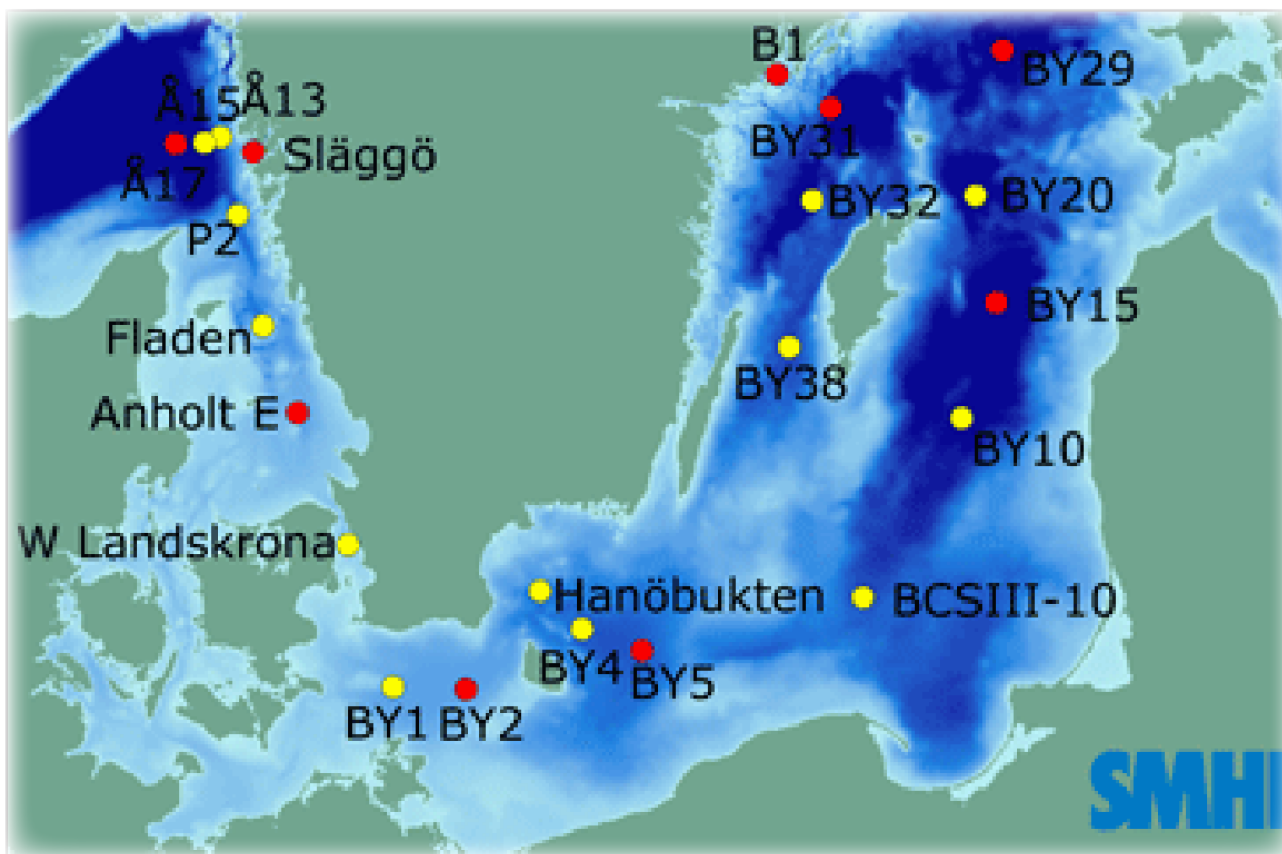 B1
BY29
Å15
Å13
BY31
Släggö
Å17
BY32
BY20
P2
BY15
Fladen
BY38
Anholt E
BY10
W Landskrona
Hanöbukten
BCSIII-10
BY4
BY5
BY1
BY2
SMHI